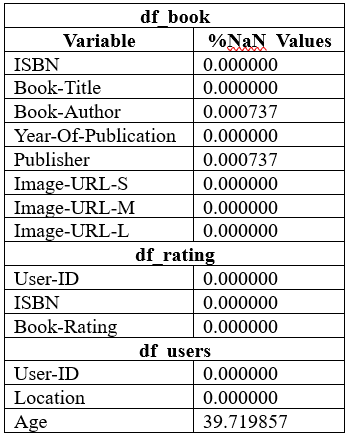 df_book
Variable %NaN Values
ISBN 0.000000
Book-Title 0.000000
Book-Author 0.000737
Year-Of-Publication 0.000000
Publisher 0.000737
Image-URL-S 0.000000
Image-URL-M 0.000000
Image-URL-L 0.000000
df_rating
User-ID 0.000000
ISBN 0.000000
Book-Rating 0.000000
df_users
User-ID 0.000000
Location 0.000000
Age 39.719857